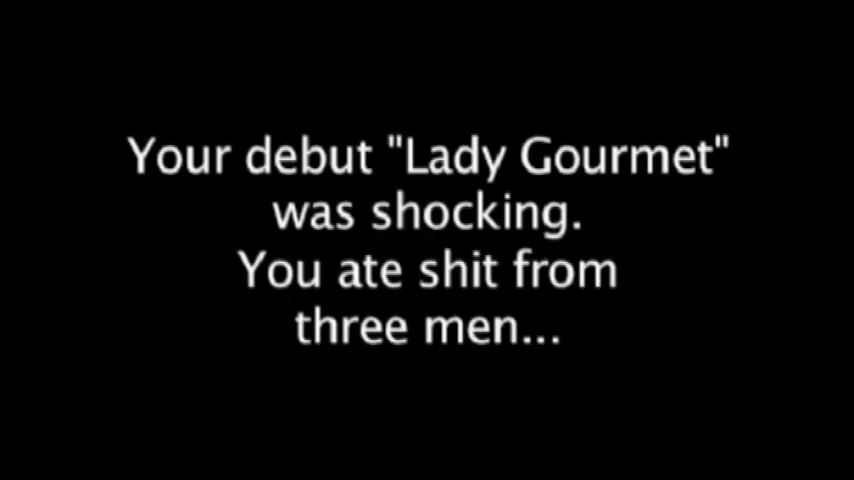 Your debut "Lady Gourmet"
was shocking.
You ate shit from
three men...